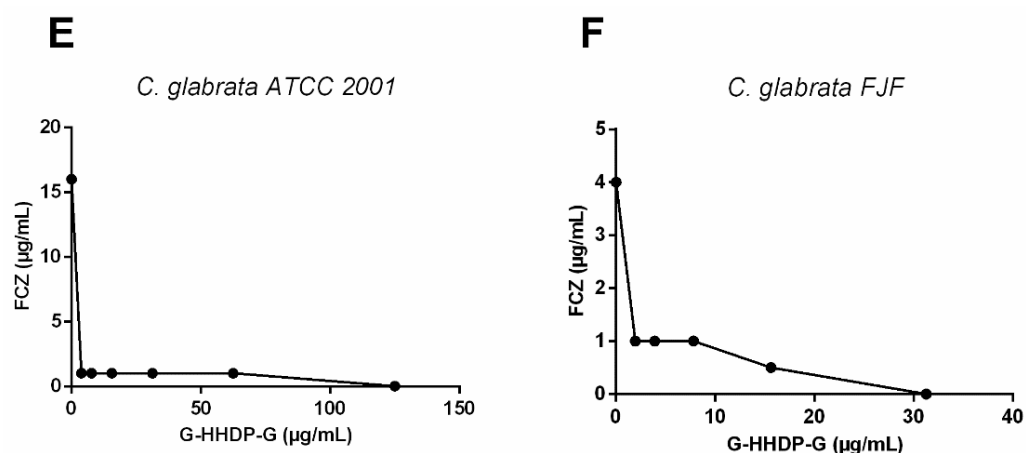 E
C. glabrata ATCC 2001
20
15
10
5
0
FCZ (µg/mL)
0 50 100 150
G-HHDP-G (µg/mL)
F
C. glabrata FJF
5
4
3
2
1
0
FCZ (µg/mL)
0 10 20 30 40
G-HHDP-G (µg/mL)